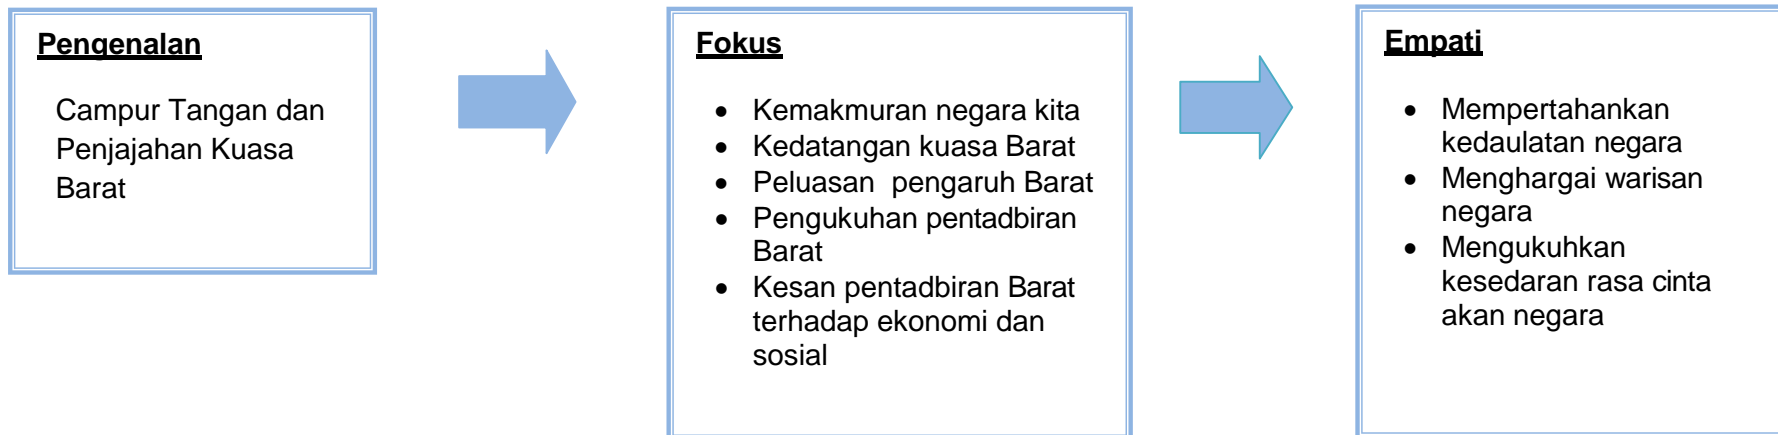 Pengenalan
Campur Tangan dan
Penjajahan Kuasa
Barat
Fokus
• Kemakmuran negara kita
• Kedatangan kuasa Barat
• Peluasan pengaruh Barat
• Pengukuhan pentadbiran
Barat
• Kesan pentadbiran Barat
terhadap ekonomi dan
sosial
Empati
• Mempertahankan
kedaulatan negara
• Menghargai warisan
negara
• Mengukuhkan
kesedaran rasa cinta
akan negara